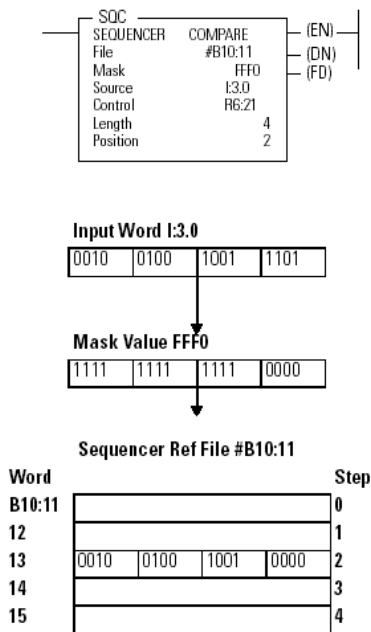 SQC
SEQUENCER COMPARE
File #B10:11
Mask FFF0
Source I:3.0
Control R6:21
Length 4
Position 2
(EN)
(DN)
(FD)
Input Word I:3.0
0010 0100 1001 1101
Mask Value FFF0
1111 1111 1111 0000
Sequencer Ref File #B10:11
Word Step
B10:11 0
12 1
13 0010 0100 1001 0000 2
14 3
15 4